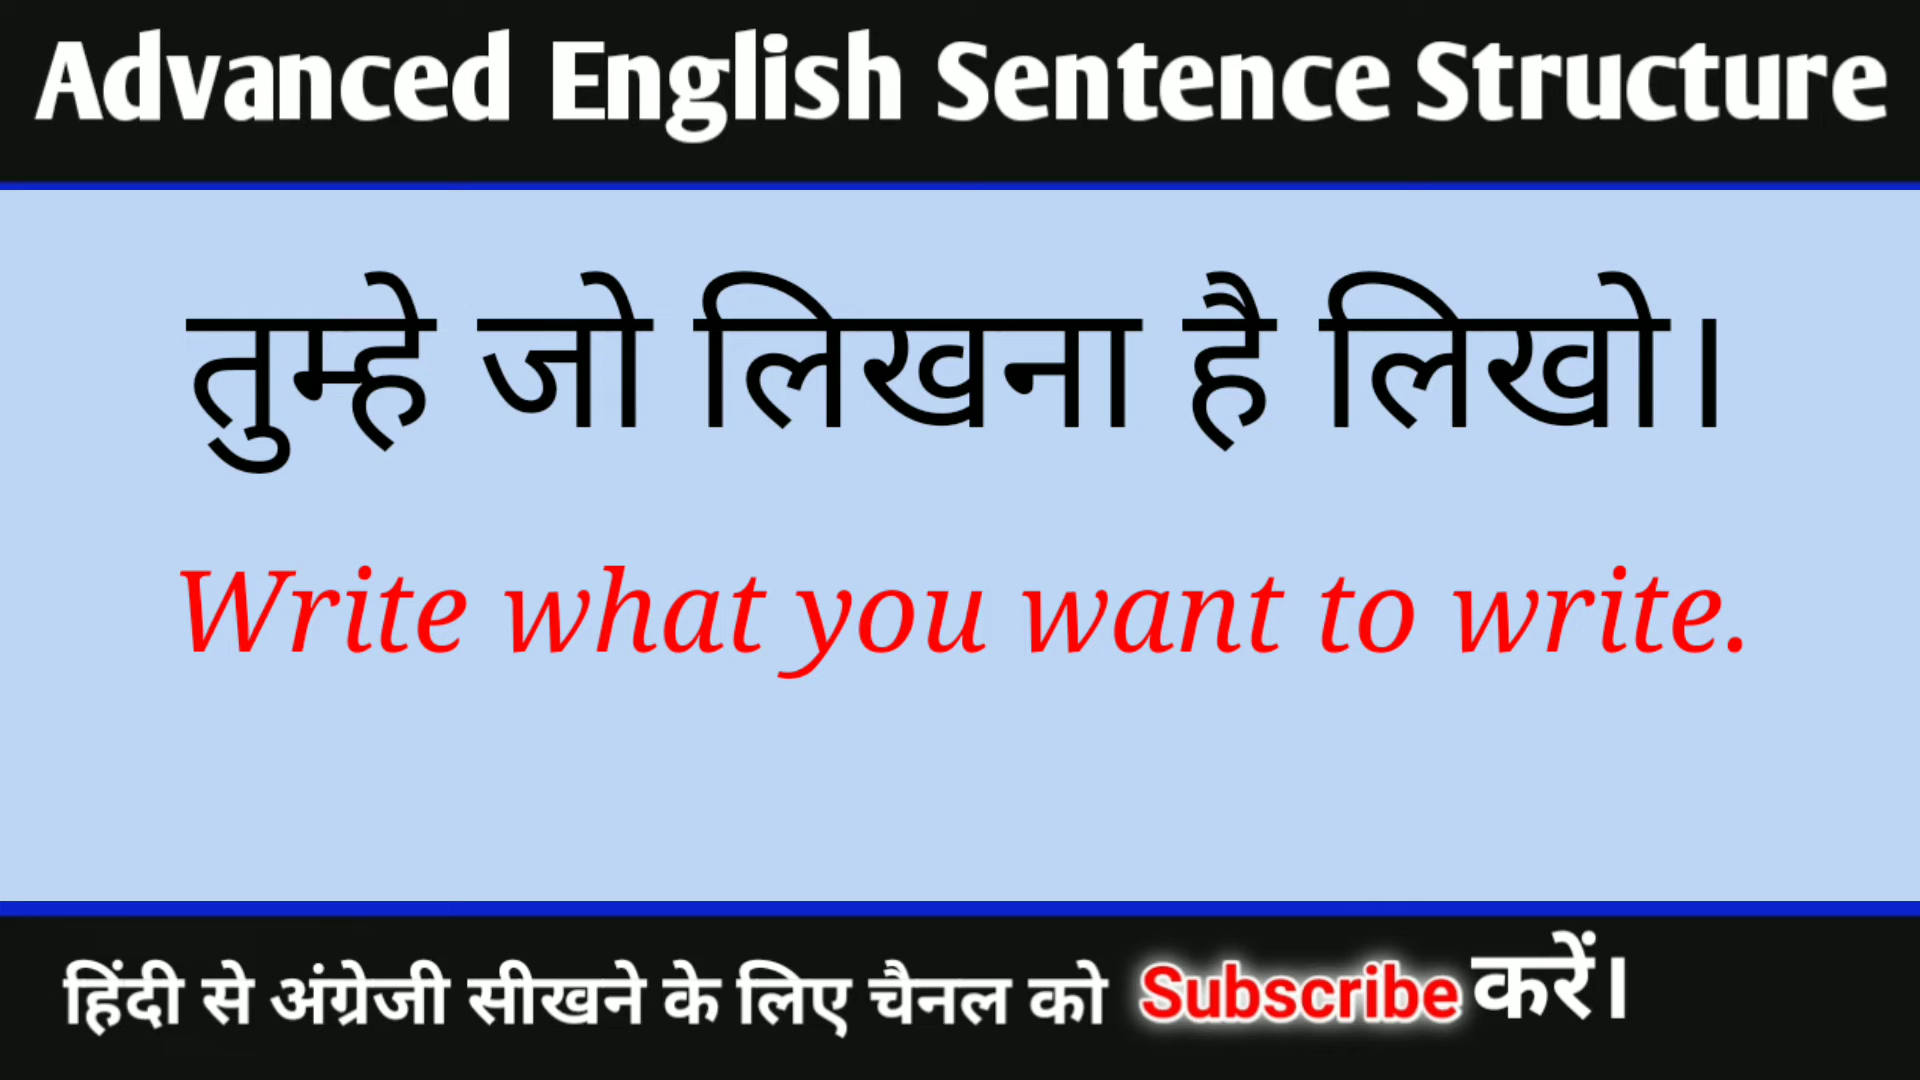 Advanced English Sentence Structure
तुम्हे जो लिखना है लिखो।
Write what you want to write.
हिंदी से अंग्रेजी सीखने के लिए चैनल को Subscribe करें।